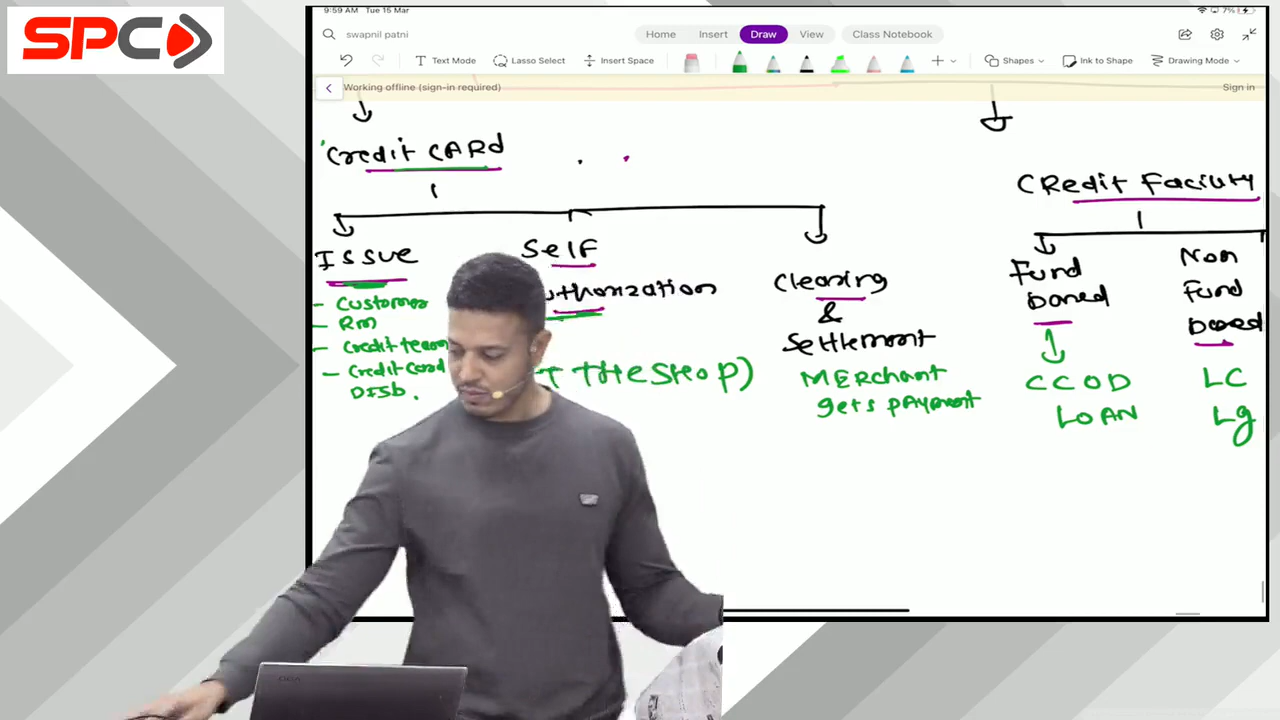 SPC
9:59 AM Tue 15 Mar
7%
swapnil patni
Home Insert Draw View Class Notebook
Text Mode Lasso Select Insert Space Shapes Ink to Shape Drawing Mode
Working offline (sign-in required) Sign in
Credit CARd
Issue
- Customer
- Rm
- Credit team
- Credit Card
DISb.
Self
uthorization
t THE SHOP)
Clearing
&
Settlement
MERchant
gets PAYment
CRedit Facility
Fund
Based
CCOD
LOAN
Non
Fund
Based
LC
Lg